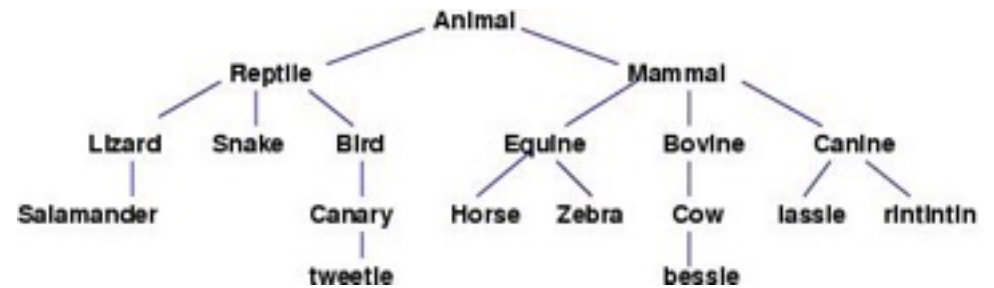 Animal
Reptile Mammal
Lizard Snake Bird Equine Bovine Canine
Salamander Canary Horse Zebra Cow lassie rintintin
tweetie bessie